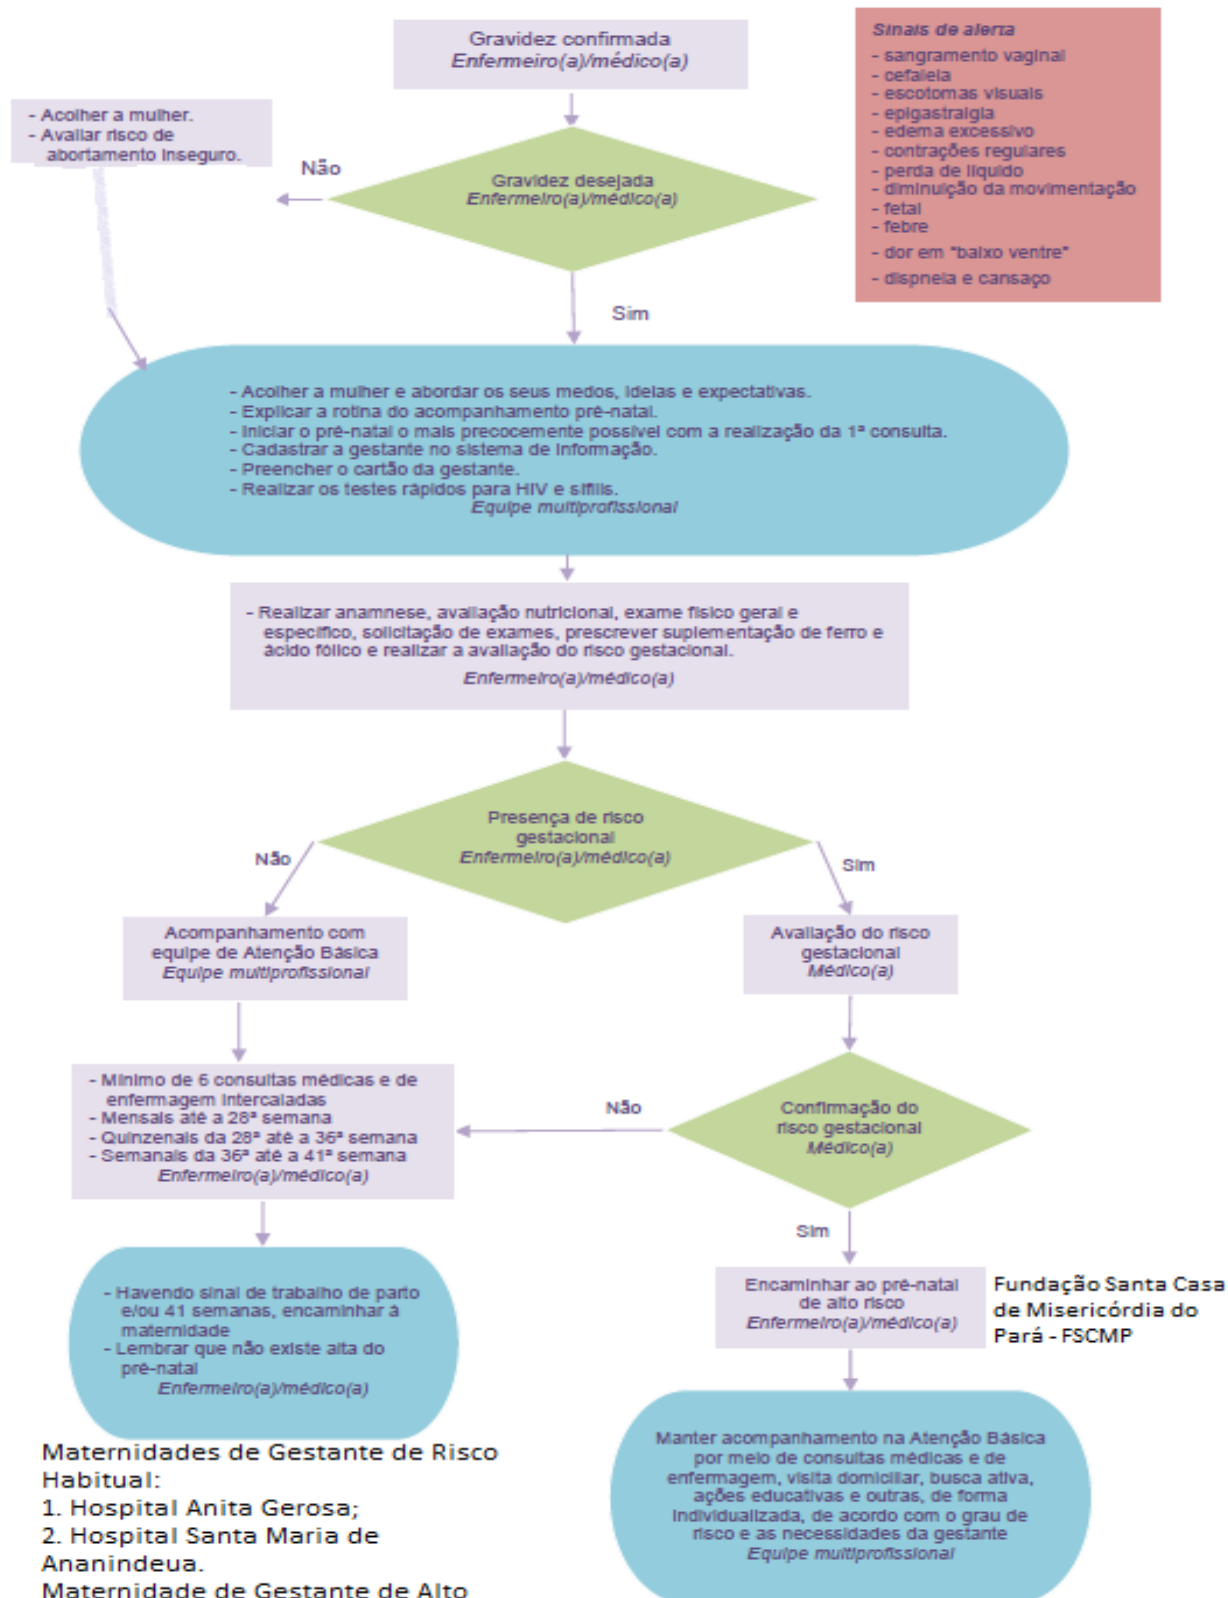 Gravidez confirmada
Enfermeiro(a)/médico(a)
Sinais de alerta
- sangramento vaginal
- cefaleia
- escotomas visuais
- epigastralgia
- edema excessivo
- contrações regulares
- perda de líquido
- diminuição da movimentação
- fetal
- febre
- dor em "baixo ventre"
- dispneia e cansaço
- Acolher a mulher.
- Avaliar risco de
abortamento inseguro.
Não
Gravidez desejada
Enfermeiro(a)/médico(a)
Sim
- Acolher a mulher e abordar os seus medos, ideias e expectativas.
- Explicar a rotina do acompanhamento pré-natal.
- Iniciar o pré-natal o mais precocemente possível com a realização da 1ª consulta.
- Cadastrar a gestante no sistema de informação.
- Preencher o cartão da gestante.
- Realizar os testes rápidos para HIV e sífilis.
Equipe multiprofissional
- Realizar anamnese, avaliação nutricional, exame físico geral e
específico, solicitação de exames, prescrever suplementação de ferro e
ácido fólico e realizar a avaliação do risco gestacional.
Enfermeiro(a)/médico(a)
Presença de risco
gestacional
Enfermeiro(a)/médico(a)
Não
Sim
Acompanhamento com
equipe de Atenção Básica
Equipe multiprofissional
Avaliação do risco
gestacional
Médico(a)
- Mínimo de 6 consultas médicas e de
enfermagem intercaladas
- Mensais até a 28ª semana
- Quinzenais da 28ª até a 36ª semana
- Semanais da 36ª até a 41ª semana
Enfermeiro(a)/médico(a)
Não
Confirmação do
risco gestacional
Médico(a)
Sim
- Havendo sinal de trabalho de parto
e/ou 41 semanas, encaminhar à
maternidade
- Lembrar que não existe alta do
pré-natal
Enfermeiro(a)/médico(a)
Encaminhar ao pré-natal
de alto risco
Enfermeiro(a)/médico(a)
Fundação Santa Casa
de Misericórdia do
Pará - FSCMP
Maternidades de Gestante de Risco
Habitual:
1. Hospital Anita Gerosa;
2. Hospital Santa Maria de
Ananindeua.
Maternidade de Gestante de Alto
Manter acompanhamento na Atenção Básica
por meio de consultas médicas e de
enfermagem, visita domiciliar, busca ativa,
ações educativas e outras, de forma
individualizada, de acordo com o grau de
risco e as necessidades da gestante
Equipe multiprofissional